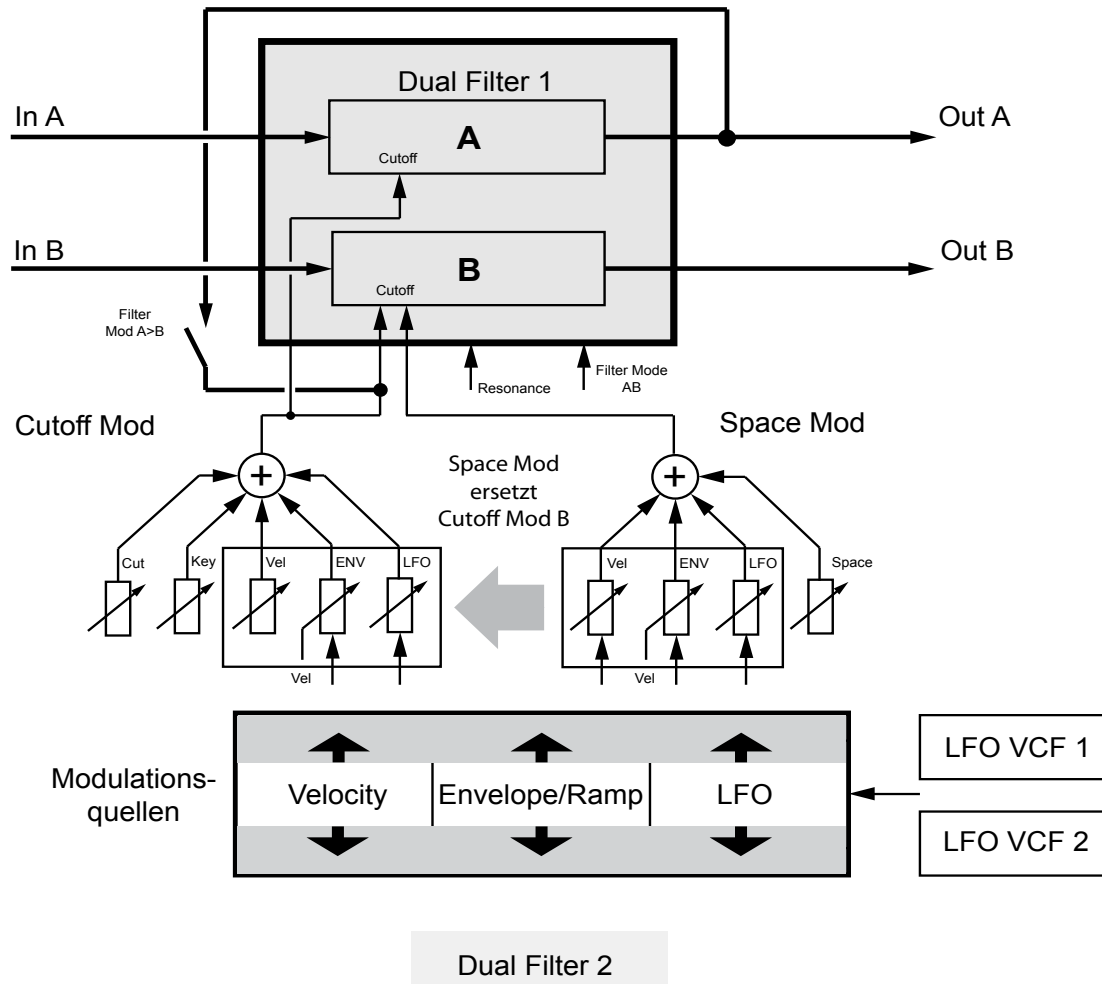 Dual Filter 1
In A
A
Cutoff
Out A
In B
B
Cutoff
Out B
Filter
Mod A>B
Resonance
Filter Mode
AB
Cutoff Mod
Space Mod
+
+
Space Mod
ersetzt
Cutoff Mod B
Cut
Key
Vel
ENV
LFO
Vel
Vel
ENV
LFO
Space
Vel
Modulations-
quellen
Velocity
Envelope/Ramp
LFO
LFO VCF 1
LFO VCF 2
Dual Filter 2